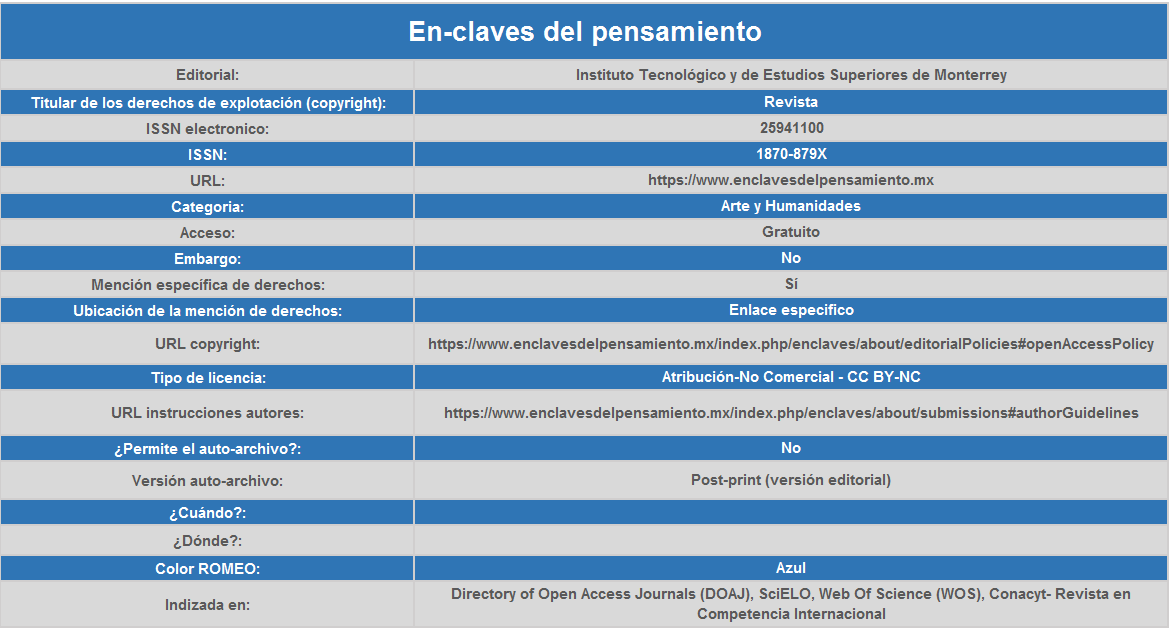 En-claves del pensamiento
Editorial: Instituto Tecnológico y de Estudios Superiores de Monterrey
Titular de los derechos de explotación (copyright): Revista
ISSN electronico: 25941100
ISSN: 1870-879X
URL: https://www.enclavesdelpensamiento.mx
Categoria: Arte y Humanidades
Acceso: Gratuito
Embargo: No
Mención específica de derechos: Sí
Ubicación de la mención de derechos: Enlace especifico
URL copyright: https://www.enclavesdelpensamiento.mx/index.php/enclaves/about/editorialPolicies#openAccessPolicy
Tipo de licencia: Atribución-No Comercial - CC BY-NC
URL instrucciones autores: https://www.enclavesdelpensamiento.mx/index.php/enclaves/about/submissions#authorGuidelines
¿Permite el auto-archivo?: No
Versión auto-archivo: Post-print (versión editorial)
¿Cuándo?:
¿Dónde?:
Color ROMEO: Azul
Indizada en: Directory of Open Access Journals (DOAJ), SciELO, Web Of Science (WOS), Conacyt- Revista en
Competencia Internacional